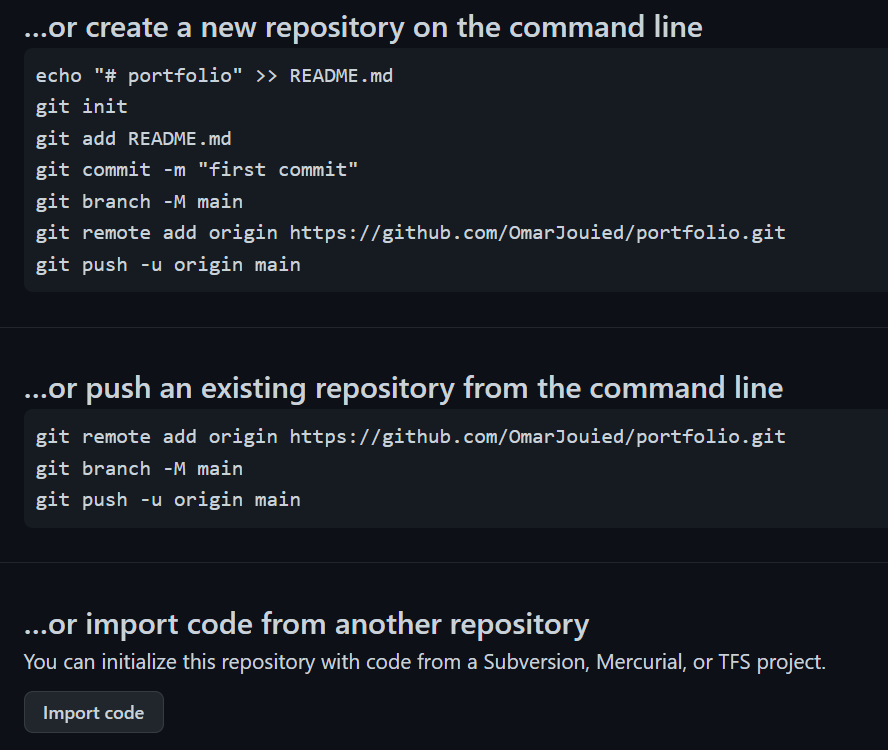 ...or create a new repository on the command line
echo "# portfolio" >> README.md
git init
git add README.md
git commit -m "first commit"
git branch -M main
git remote add origin https://github.com/OmarJouied/portfolio.git
git push -u origin main
...or push an existing repository from the command line
git remote add origin https://github.com/OmarJouied/portfolio.git
git branch -M main
git push -u origin main
...or import code from another repository
You can initialize this repository with code from a Subversion, Mercurial, or TFS project.
Import code